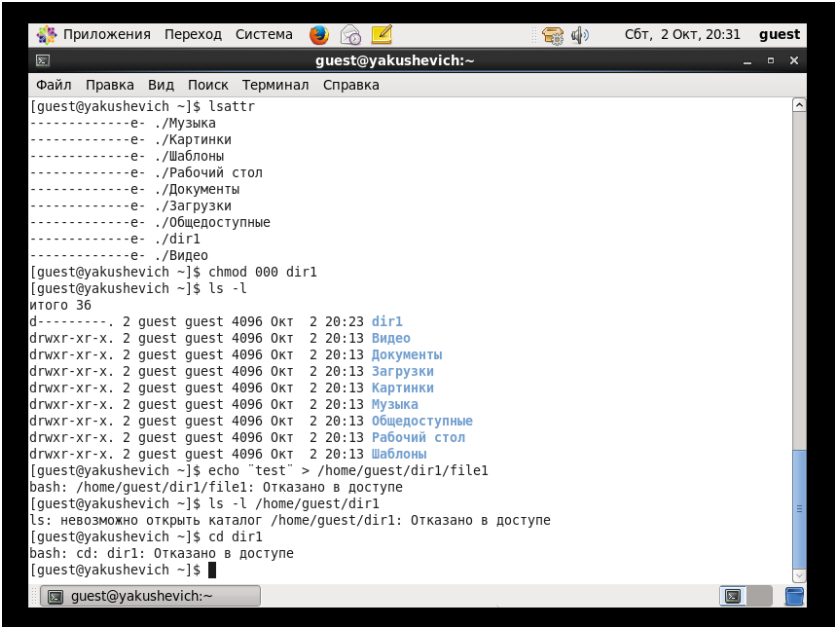 Приложения Переход Система Сбт, 2 Окт, 20:31 guest
guest@yakushevich:~
Файл Правка Вид Поиск Терминал Справка
[guest@yakushevich ~]$ lsattr
-------------e- ./Музыка
-------------e- ./Картинки
-------------e- ./Шаблоны
-------------e- ./Рабочий стол
-------------e- ./Документы
-------------e- ./Загрузки
-------------e- ./Общедоступные
-------------e- ./dir1
-------------e- ./Видео
[guest@yakushevich ~]$ chmod 000 dir1
[guest@yakushevich ~]$ ls -l
итого 36
d---------. 2 guest guest 4096 Окт  2 20:23 dir1
drwxr-xr-x. 2 guest guest 4096 Окт  2 20:13 Видео
drwxr-xr-x. 2 guest guest 4096 Окт  2 20:13 Документы
drwxr-xr-x. 2 guest guest 4096 Окт  2 20:13 Загрузки
drwxr-xr-x. 2 guest guest 4096 Окт  2 20:13 Картинки
drwxr-xr-x. 2 guest guest 4096 Окт  2 20:13 Музыка
drwxr-xr-x. 2 guest guest 4096 Окт  2 20:13 Общедоступные
drwxr-xr-x. 2 guest guest 4096 Окт  2 20:13 Рабочий стол
drwxr-xr-x. 2 guest guest 4096 Окт  2 20:13 Шаблоны
[guest@yakushevich ~]$ echo ¨test¨ > /home/guest/dir1/file1
bash: /home/guest/dir1/file1: Отказано в доступе
[guest@yakushevich ~]$ ls -l /home/guest/dir1
ls: невозможно открыть каталог /home/guest/dir1: Отказано в доступе
[guest@yakushevich ~]$ cd dir1
bash: cd: dir1: Отказано в доступе
[guest@yakushevich ~]$
guest@yakushevich:~